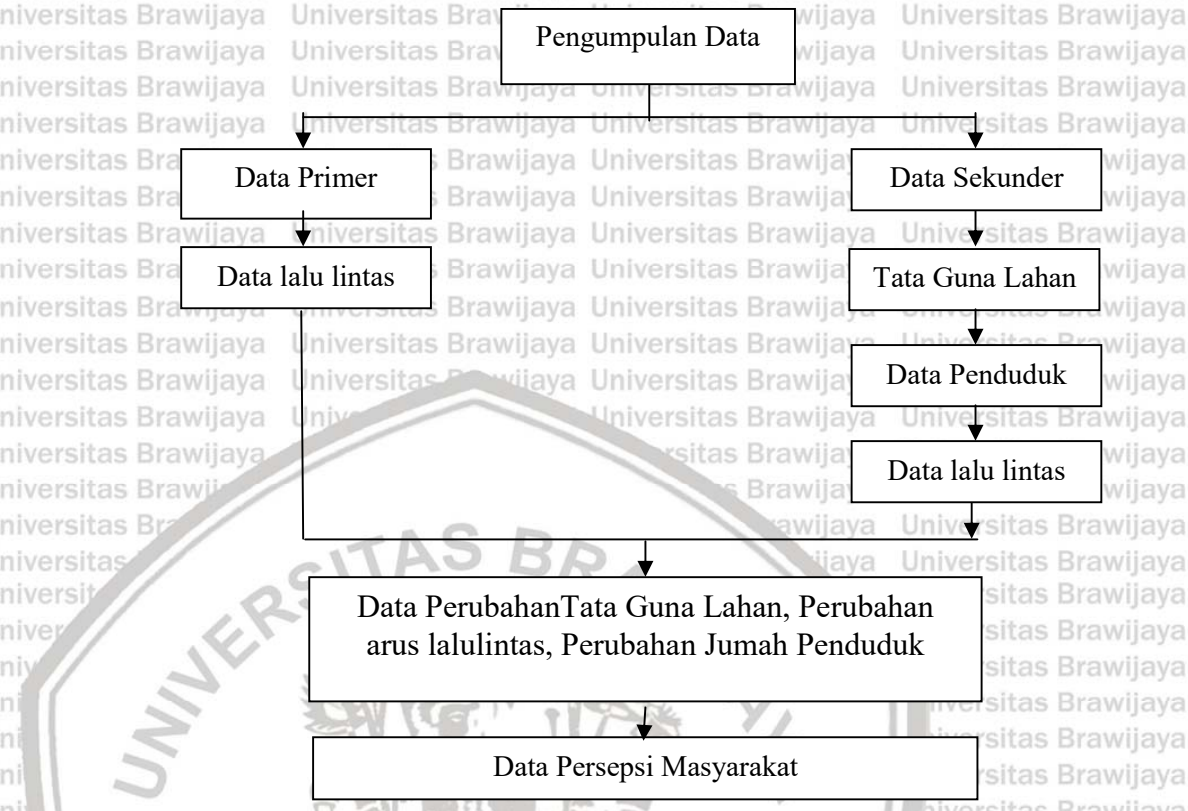 Pengumpulan Data
Data Primer
Data Sekunder
Data lalu lintas
Tata Guna Lahan
Data Penduduk
Data lalu lintas
Data PerubahanTata Guna Lahan, Perubahan
arus lalulintas, Perubahan Jumah Penduduk
Data Persepsi Masyarakat